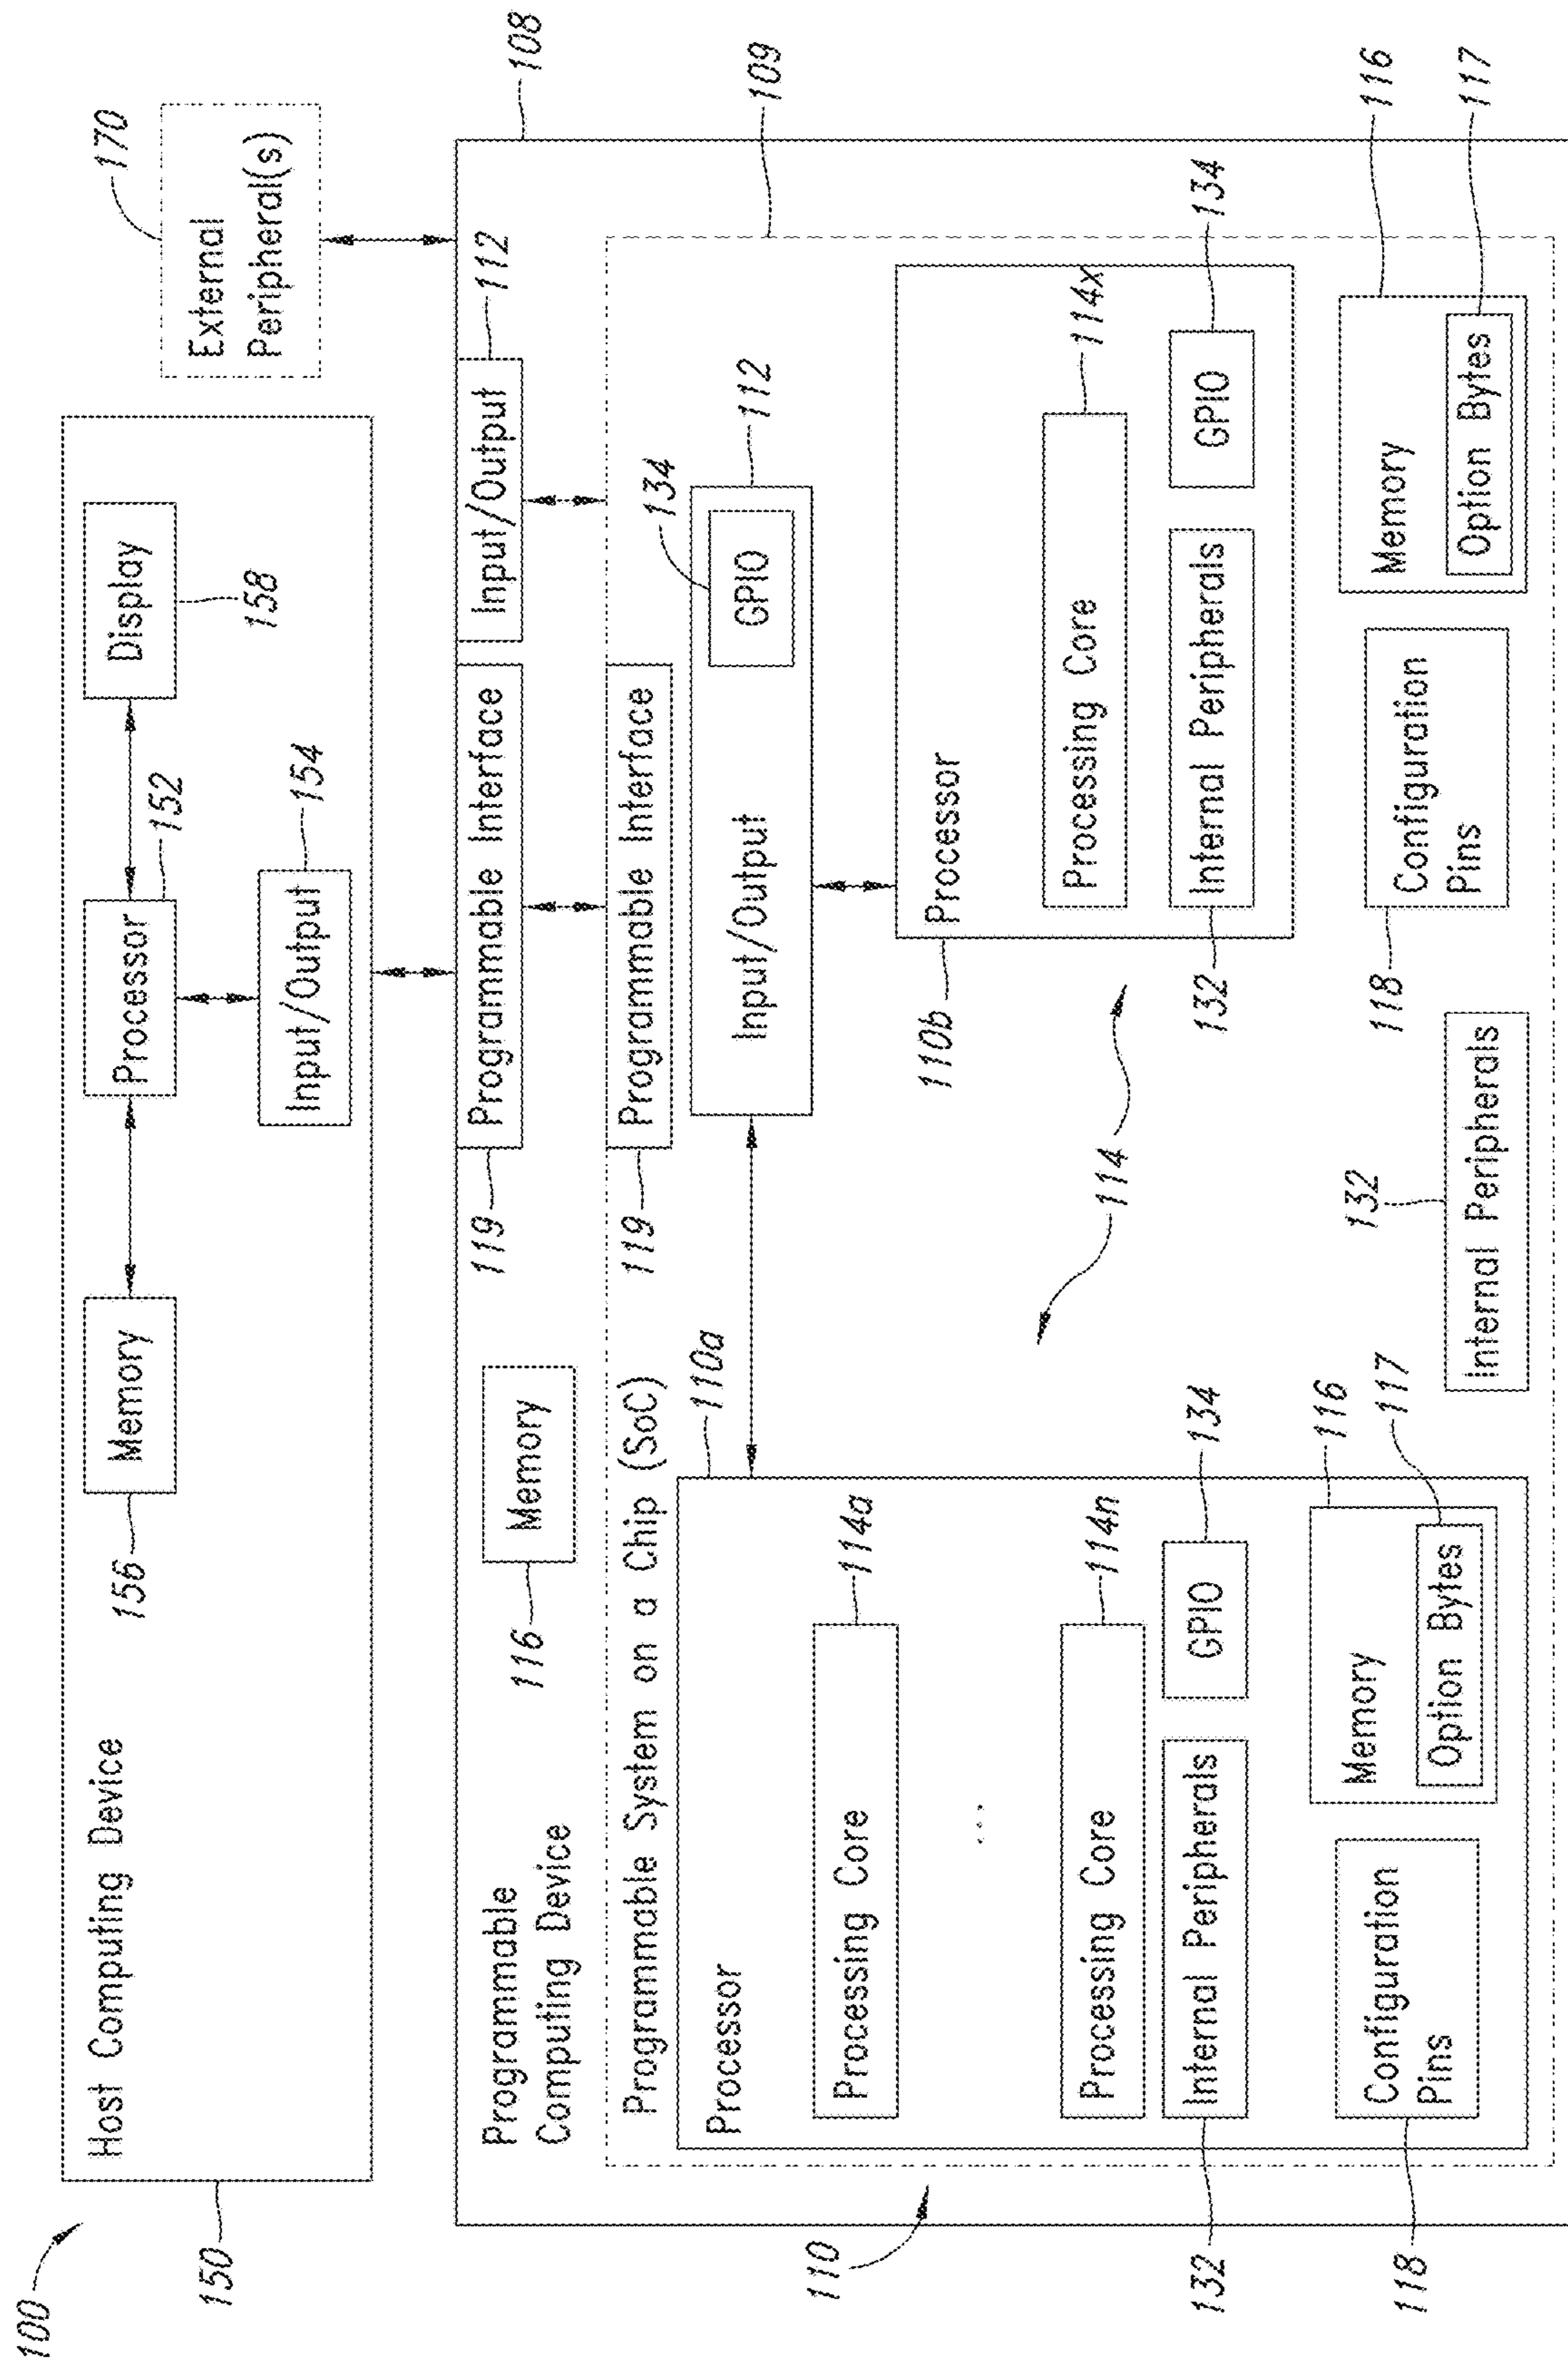 100
150
Host Computing Device
156
Memory
Processor
152
Display
158
Input/Output
154
170
External
Peripheral(s)
108
Programmable
Computing Device
116
Memory
119
Programmable Interface
Input/Output
112
109
Programmable System on a Chip (SoC)
119
Programmable Interface
110
110a
Processor
Processing Core
114a
...
Processing Core
114n
Internal Peripherals
132
GPIO
134
Configuration
Pins
118
Memory
116
Option Bytes
117
Input/Output
GPIO
134
112
114
110b
Processor
Processing Core
114x
132
Internal Peripherals
GPIO
134
132
Internal Peripherals
118
Configuration
Pins
Memory
116
Option Bytes
117